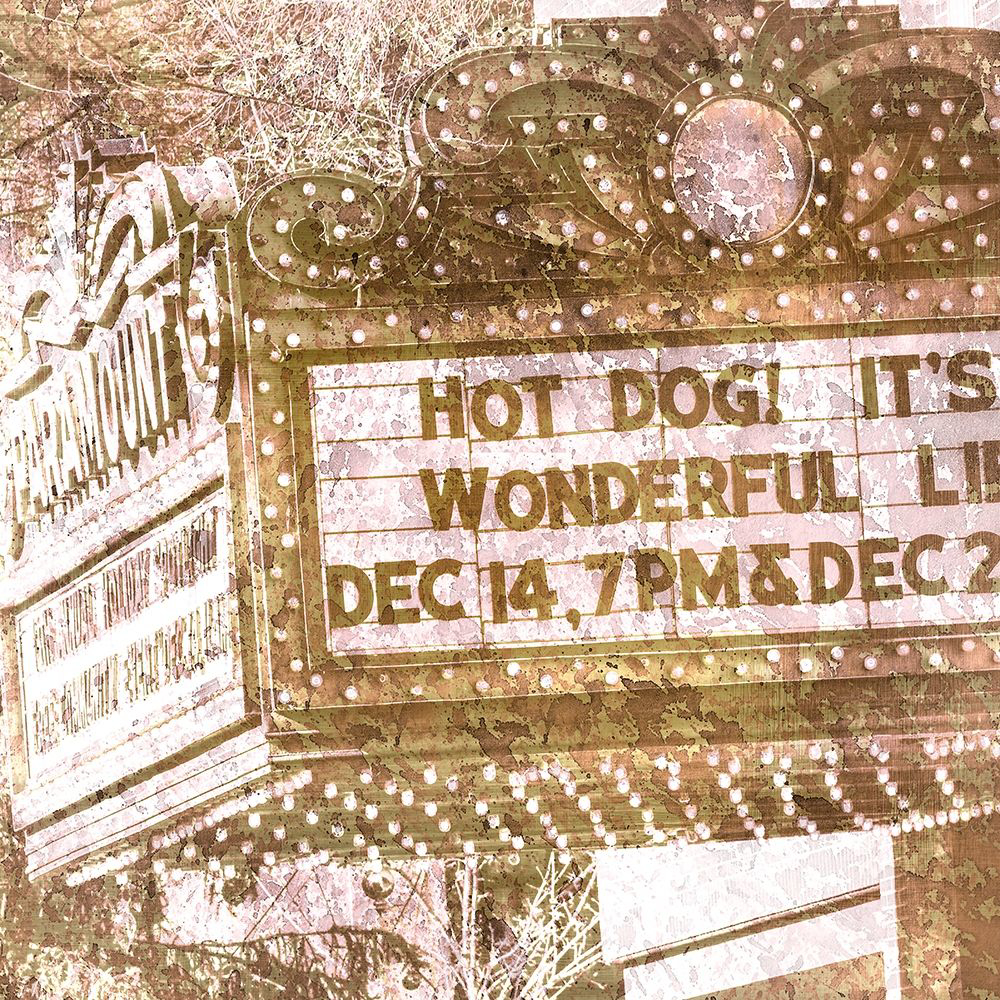 PARAMOUNT
HOT DOG! IT'S
WONDERFUL LI
DEC 14, 7PM & DEC 2